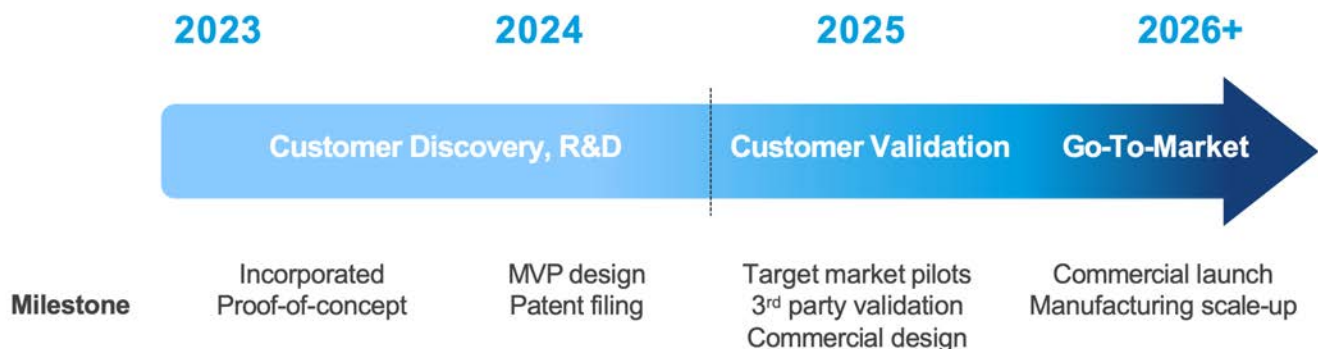 2023 2024 2025 2026+
Customer Discovery, R&D Customer Validation Go-To-Market
Incorporated MVP design Target market pilots Commercial launch
Milestone Proof-of-concept Patent filing 3rd party validation Manufacturing scale-up
Commercial design